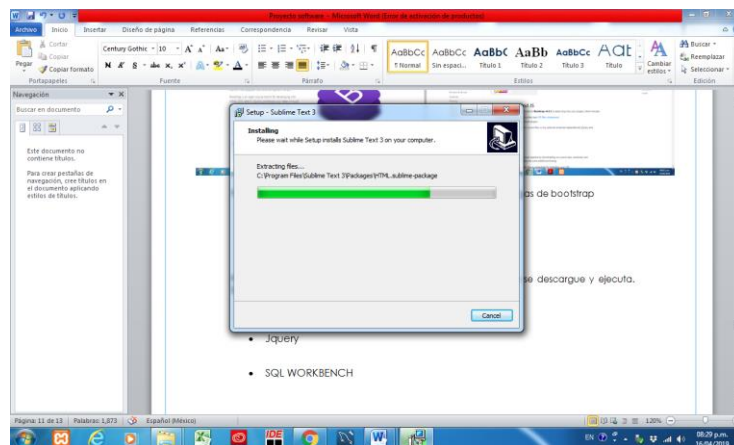 Proyecto software - Microsoft Word (Error de activación de productos)
Archivo Inicio Insertar Diseño de página Referencias Correspondencia Revisar Vista
Pegar
Cortar
Copiar
Copiar formato
Portapapeles
Century Gothic 10
N K S abc
Fuente
Párrafo
AaBbCc AaBbCc AaBbC AaBb AaBbCc AaB
¶ Normal Sin espaci... Título 1 Título 2 Título 3 Título
Cambiar estilos
Estilos
Buscar
Reemplazar
Seleccionar
Edición
Navegación
Buscar en documento
Este documento no
contiene títulos.
Para crear pestañas de
navegación, cree títulos en
el documento aplicando
estilos de títulos.
Setup - Sublime Text 3
Installing
Please wait while Setup installs Sublime Text 3 on your computer.
Extracting files...
C:\Program Files\Sublime Text 3\Packages\HTML.sublime-package
Cancel
as de bootstrap
se descargue y ejecuta.
• Jquery
• SQL WORKBENCH
Página: 11 de 13 Palabras: 1,873 Español (México) 120%
EN 08:29 p.m.
16/04/2019